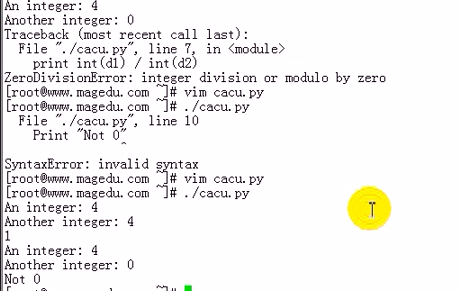 An integer: 4
Another integer: 0
Traceback (most recent call last):
File "./cacu.py", line 7, in <module>
print int(d1) / int(d2)
ZeroDivisionError: integer division or modulo by zero
[root@www.magedu.com ~]# vim cacu.py
[root@www.magedu.com ~]# ./cacu.py
File "./cacu.py", line 10
Print "Not 0"
^
SyntaxError: invalid syntax
[root@www.magedu.com ~]# vim cacu.py
[root@www.magedu.com ~]# ./cacu.py
An integer: 4
Another integer: 4
1
An integer: 4
Another integer: 0
Not 0
[root@www.magedu.com ~]#